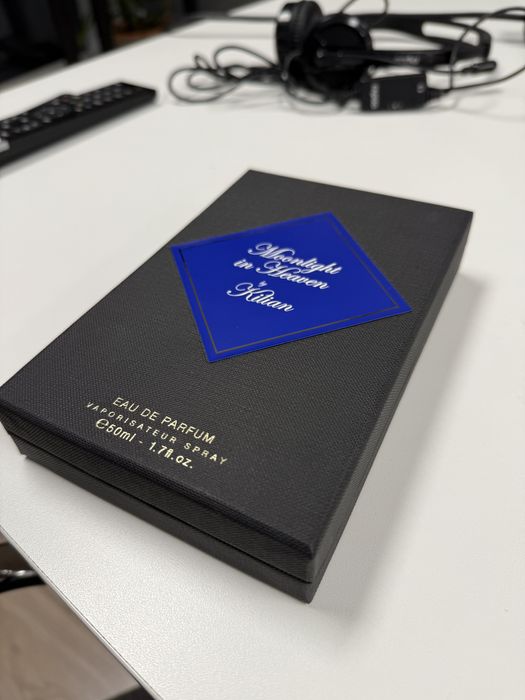 Moonlight
in Heaven
by
Kilian
EAU DE PARFUM
VAPORISATEUR SPRAY
℮50ml - 1.7fl.oz.